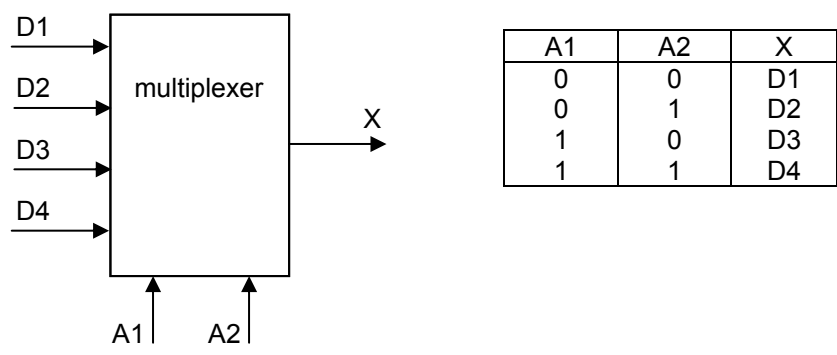 D1
D2
D3
D4
multiplexer
X
A1 A2
A1 A2 X
0 0 D1
0 1 D2
1 0 D3
1 1 D4